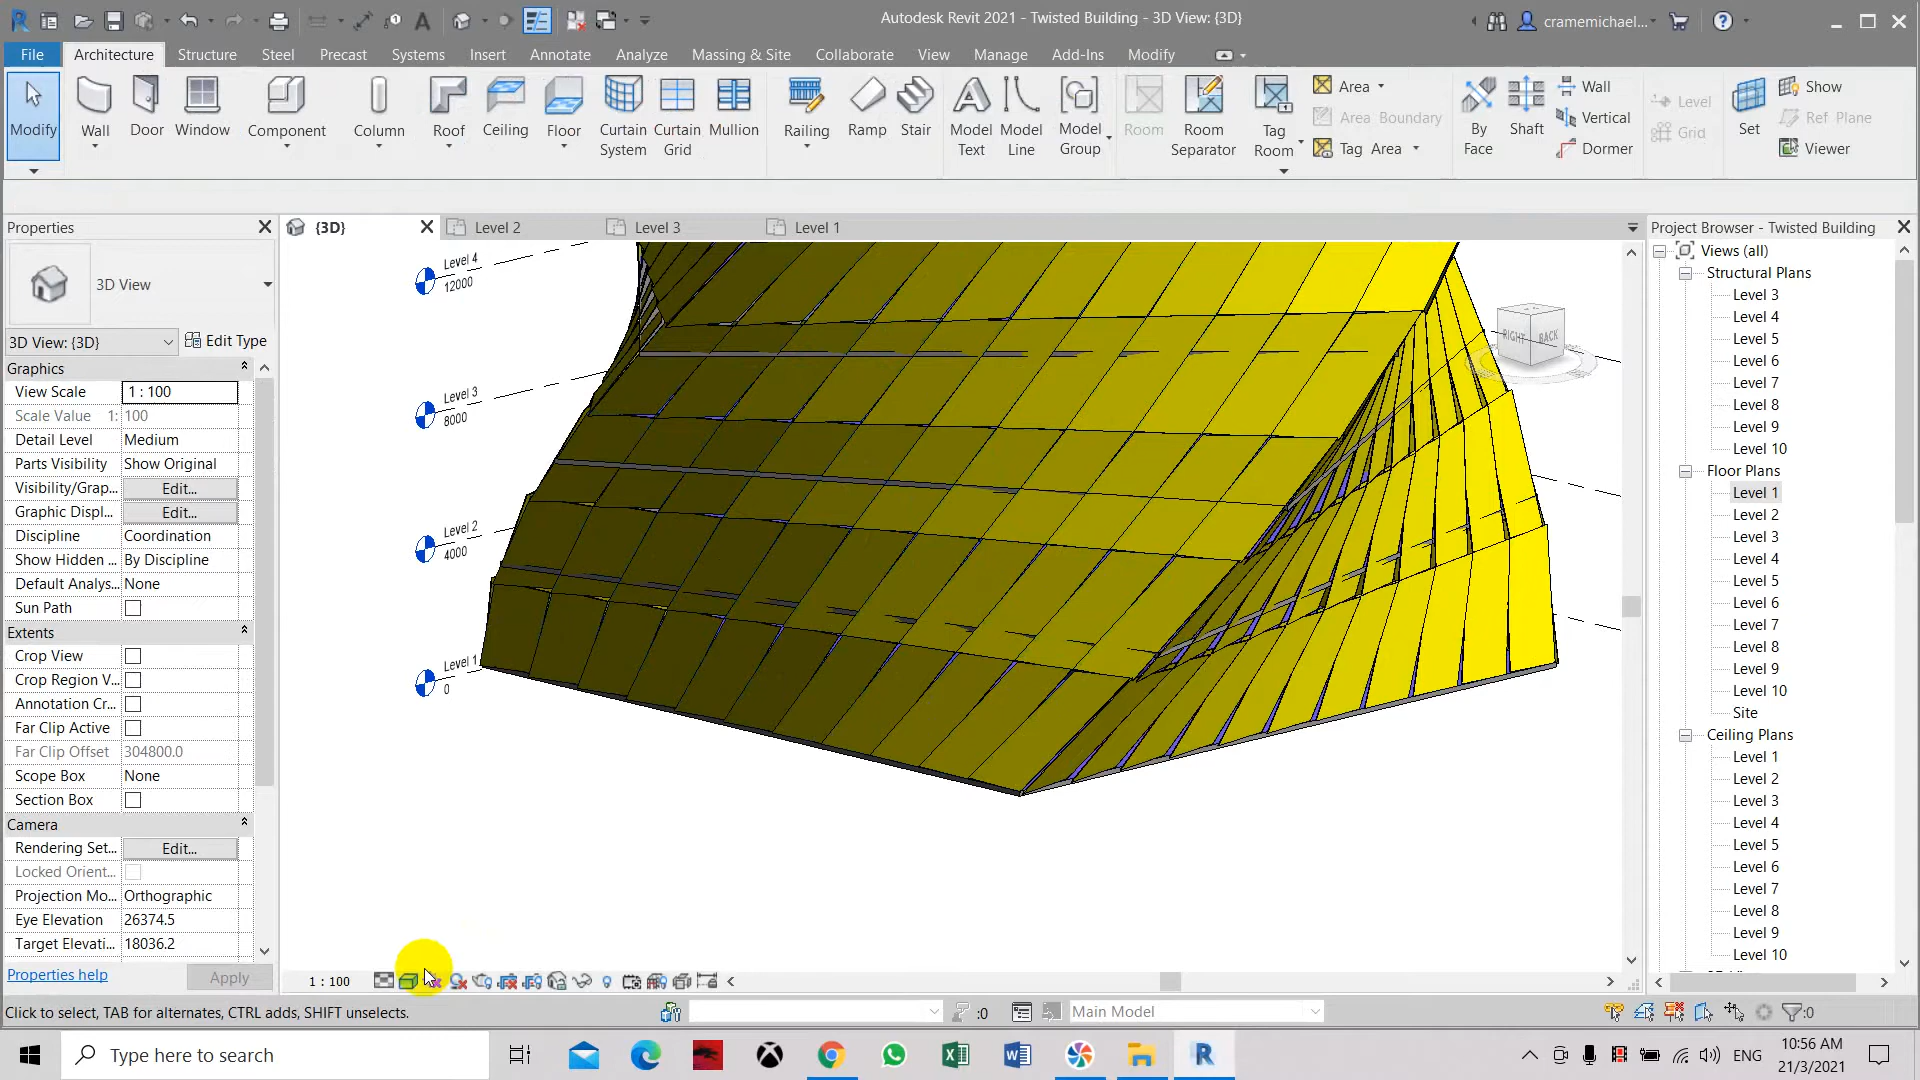 Autodesk Revit 2021 - Twisted Building - 3D View: {3D}
cramemichael...
File Architecture Structure Steel Precast Systems Insert Annotate Analyze Massing & Site Collaborate View Manage Add-Ins Modify
Modify Wall Door Window Component Column Roof Ceiling Floor Curtain System Curtain Grid Mullion Railing Ramp Stair Model Text Model Line Model Group Room Room Separator Tag Room
Area
Area Boundary
Tag Area
By Face
Shaft
Wall
Vertical
Dormer
Level
Grid
Set
Show
Ref Plane
Viewer
Properties
{3D} Level 2 Level 3 Level 1
Project Browser - Twisted Building
3D View
3D View: {3D} Edit Type
Graphics
View Scale 1 : 100
Scale Value 1: 100
Detail Level Medium
Parts Visibility Show Original
Visibility/Grap... Edit...
Graphic Displ... Edit...
Discipline Coordination
Show Hidden ... By Discipline
Default Analys... None
Sun Path
Extents
Crop View
Crop Region V...
Annotation Cr...
Far Clip Active
Far Clip Offset 304800.0
Scope Box None
Section Box
Camera
Rendering Set... Edit...
Locked Orient...
Projection Mo... Orthographic
Eye Elevation 26374.5
Target Elevati... 18036.2
Properties help Apply
Level 4
12000
Level 3
8000
Level 2
4000
Level 1
0
RIGHT BACK
Views (all)
Structural Plans
Level 3
Level 4
Level 5
Level 6
Level 7
Level 8
Level 9
Level 10
Floor Plans
Level 1
Level 2
Level 3
Level 4
Level 5
Level 6
Level 7
Level 8
Level 9
Level 10
Site
Ceiling Plans
Level 1
Level 2
Level 3
Level 4
Level 5
Level 6
Level 7
Level 8
Level 9
Level 10
1 : 100
Click to select, TAB for alternates, CTRL adds, SHIFT unselects.
:0
Main Model
:0
Type here to search
ENG
10:56 AM
21/3/2021